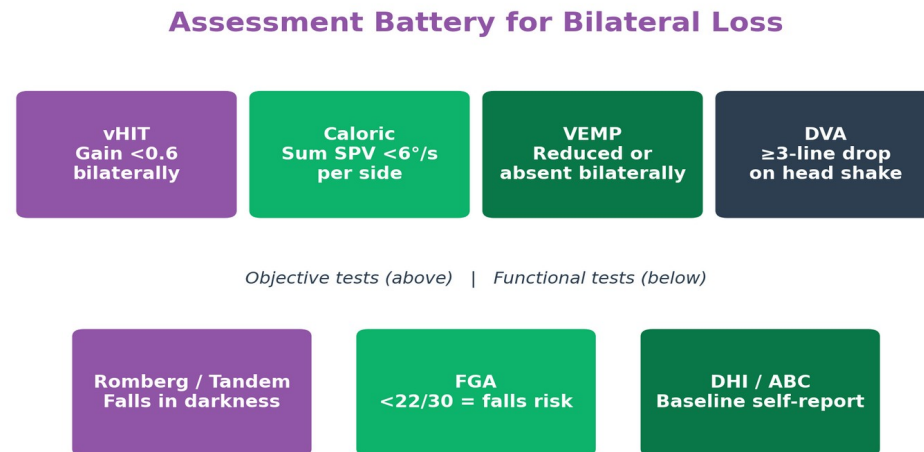 Assessment Battery for Bilateral Loss
vHIT
Gain <0.6
bilaterally
Caloric
Sum SPV <6°/s
per side
VEMP
Reduced or
absent bilaterally
DVA
≥3-line drop
on head shake
Objective tests (above)   |   Functional tests (below)
Romberg / Tandem
Falls in darkness
FGA
<22/30 = falls risk
DHI / ABC
Baseline self-report